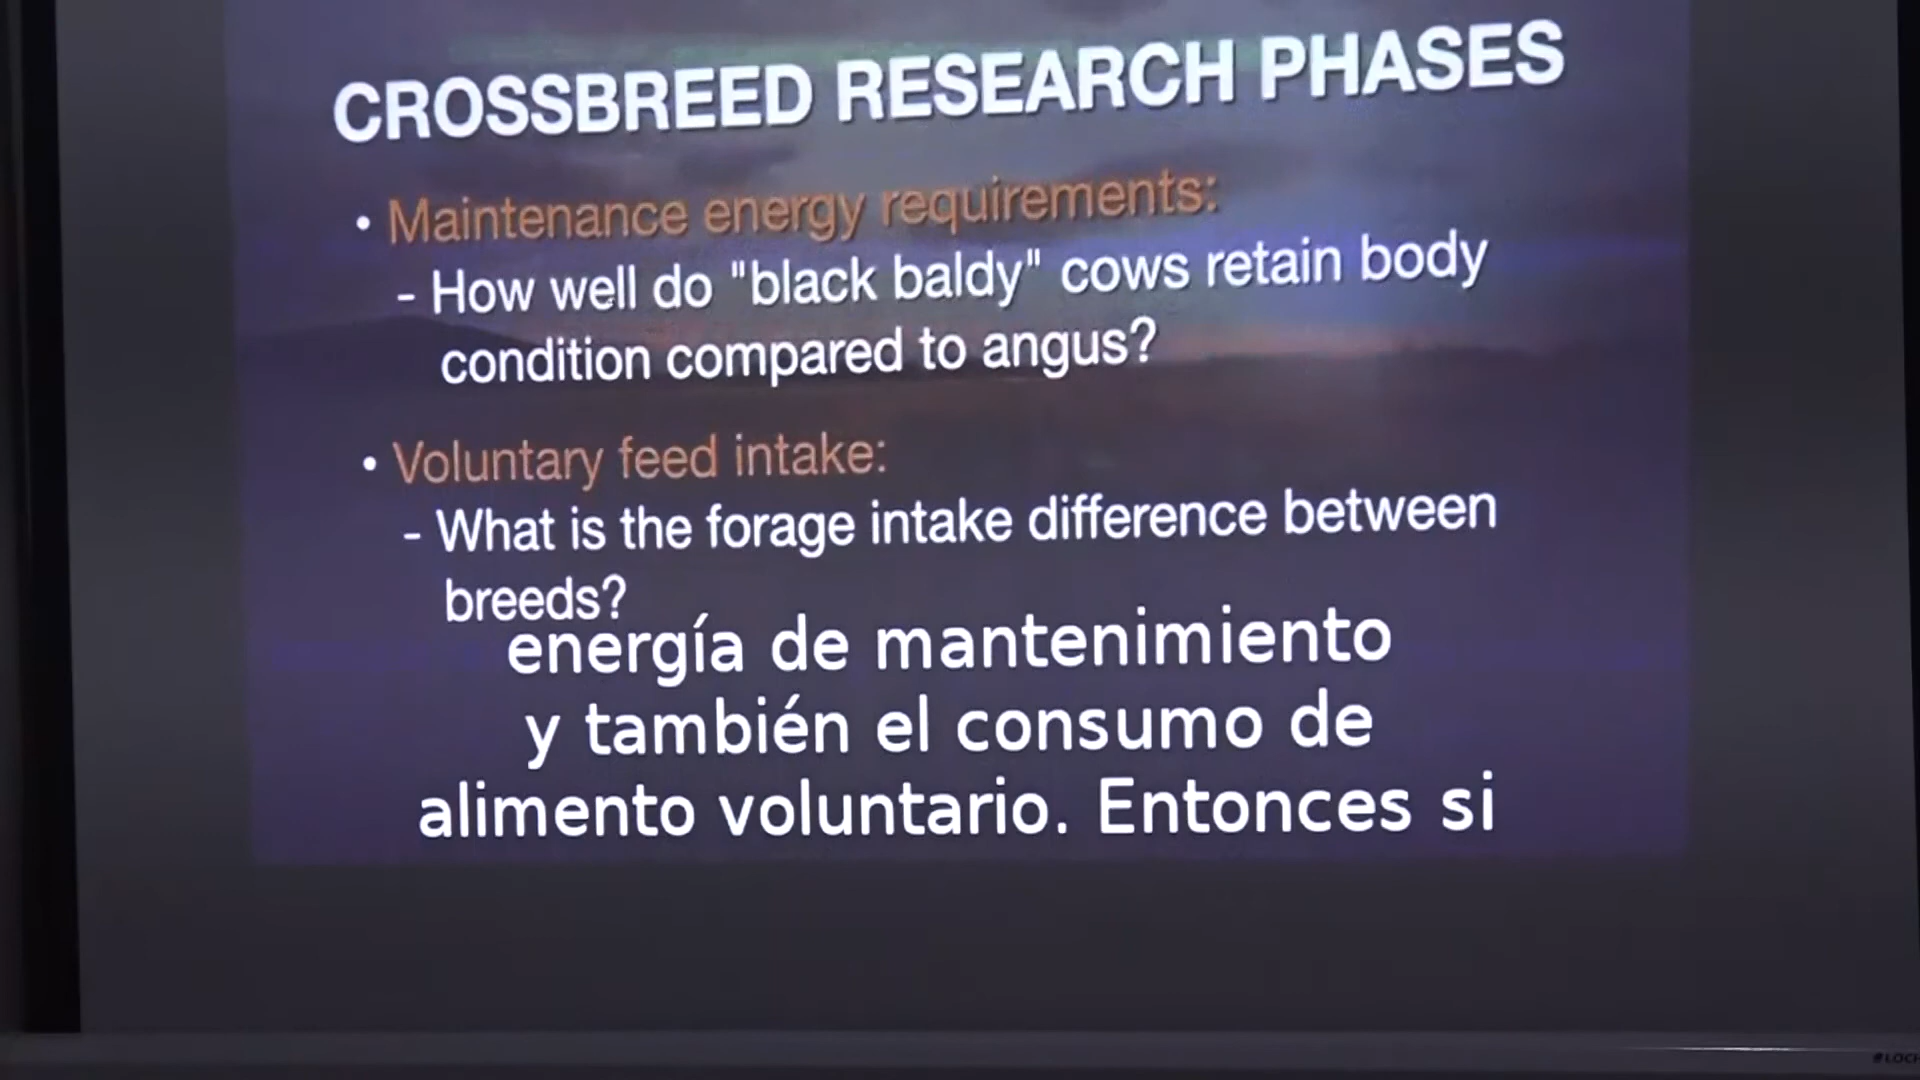 CROSSBREED RESEARCH PHASES
• Maintenance energy requirements:
- How well do "black baldy" cows retain body
condition compared to angus?
• Voluntary feed intake:
- What is the forage intake difference between
breeds?
energía de mantenimiento
y también el consumo de
alimento voluntario. Entonces si